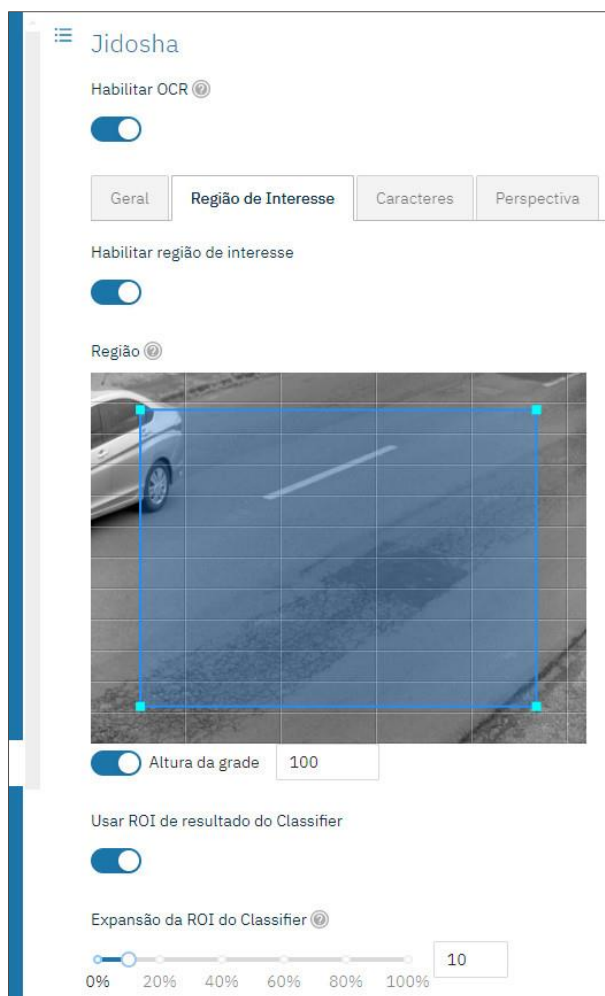 Jidosha
Habilitar OCR
Geral Região de Interesse Caracteres Perspectiva
Habilitar região de interesse
Região
Altura da grade 100
Usar ROI de resultado do Classifier
Expansão da ROI do Classifier
10
0% 20% 40% 60% 80% 100%